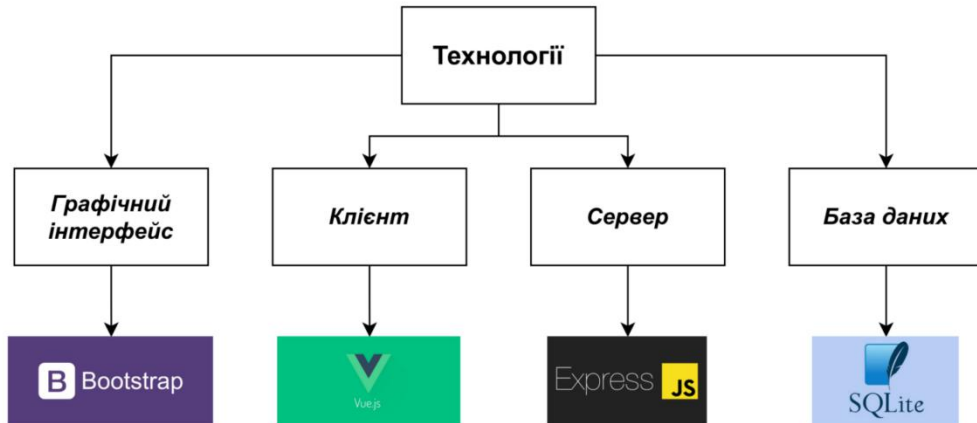 Технології
Графічний
інтерфейс
Клієнт
Сервер
База даних
B Bootstrap
Vue.js
Express JS
SQLite